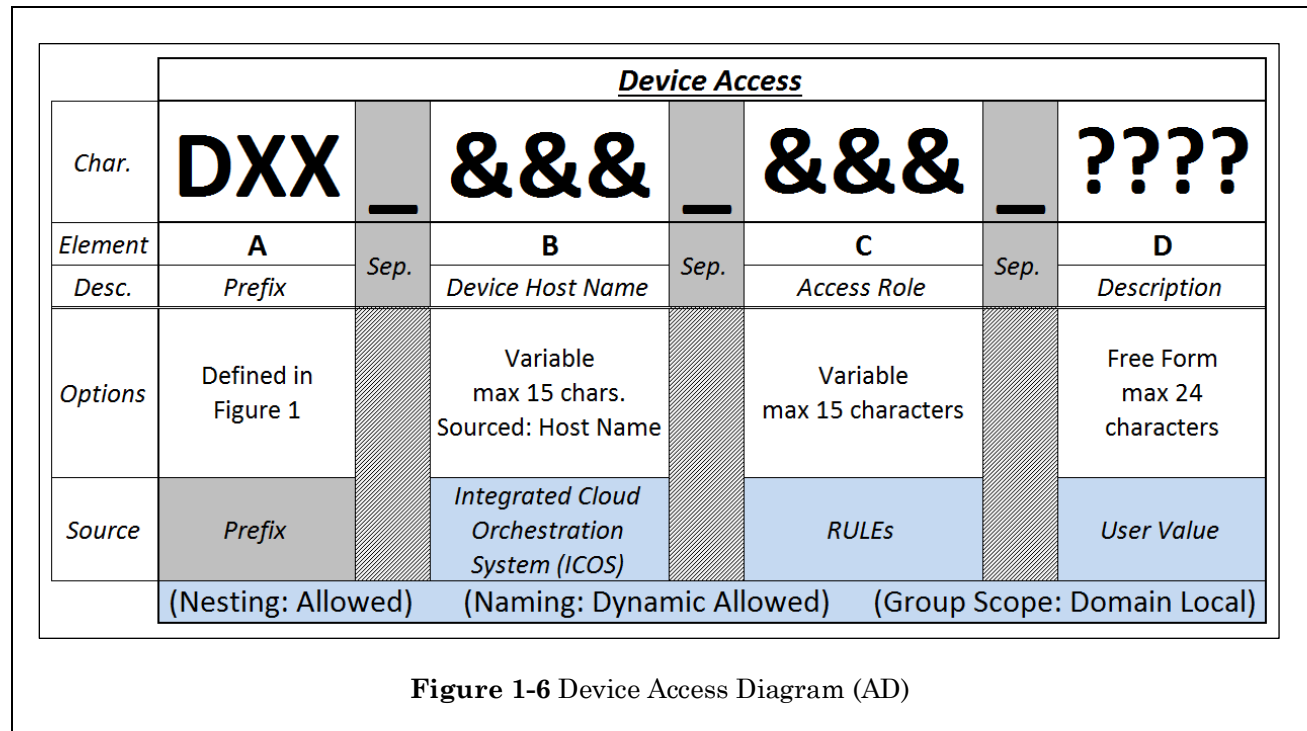 Device Access
Char. DXX _ &&& _ &&& _ ????
Element A Sep. B Sep. C Sep. D
Desc. Prefix Device Host Name Access Role Description
Options
Defined in
Figure 1
Variable
max 15 chars.
Sourced: Host Name
Variable
max 15 characters
Free Form
max 24
characters
Source
Prefix
Integrated Cloud
Orchestration
System (ICOS)
RULEs
User Value
(Nesting: Allowed) (Naming: Dynamic Allowed) (Group Scope: Domain Local)
Figure 1-6 Device Access Diagram (AD)